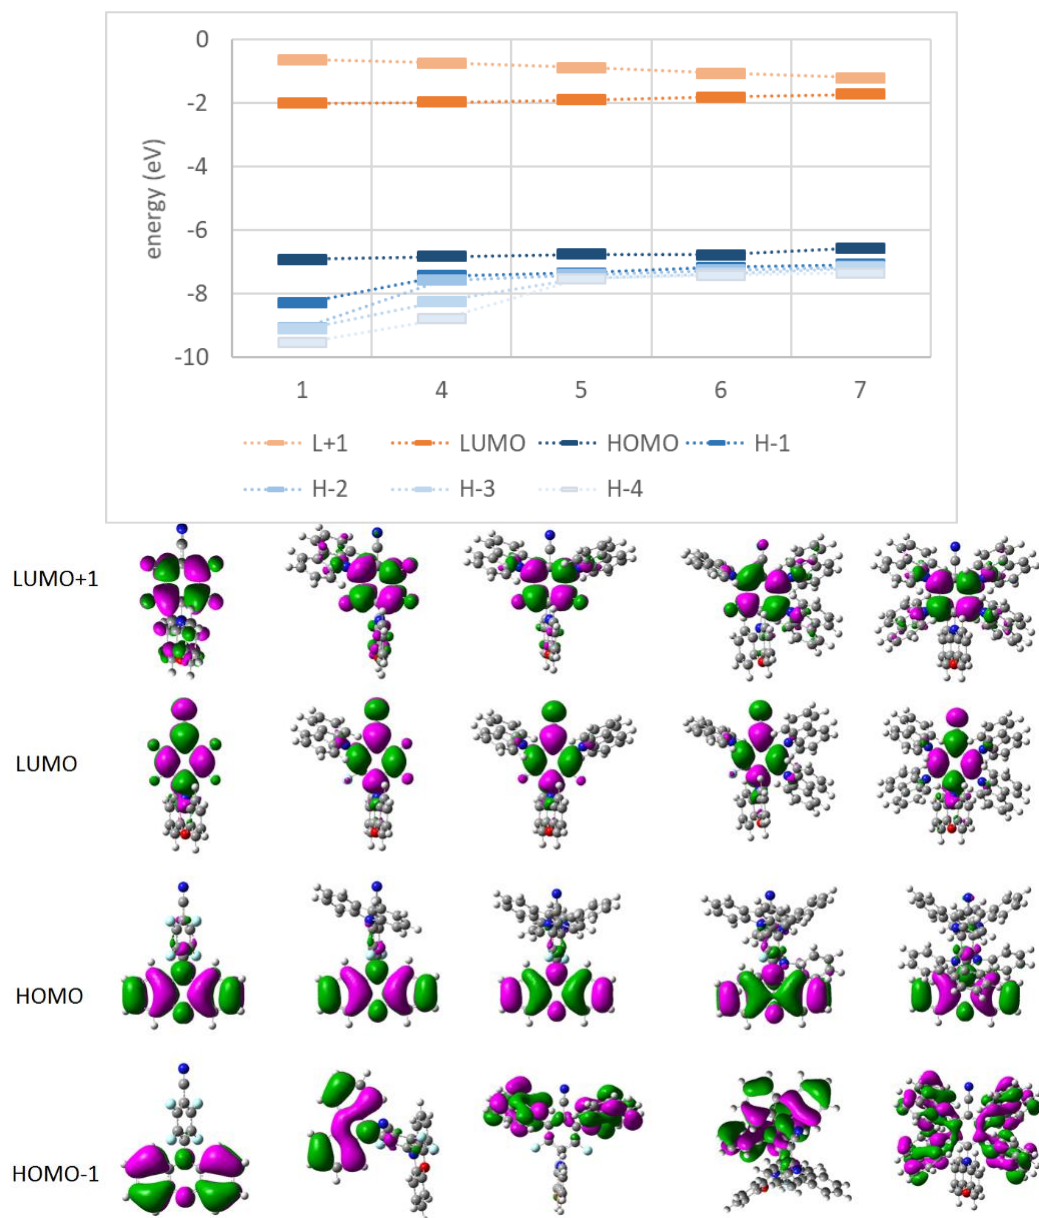 0
-2
-4
-6
-8
-10
energy (eV)
1 4 5 6 7
L+1 LUMO HOMO H-1
H-2 H-3 H-4
LUMO+1
LUMO
HOMO
HOMO-1